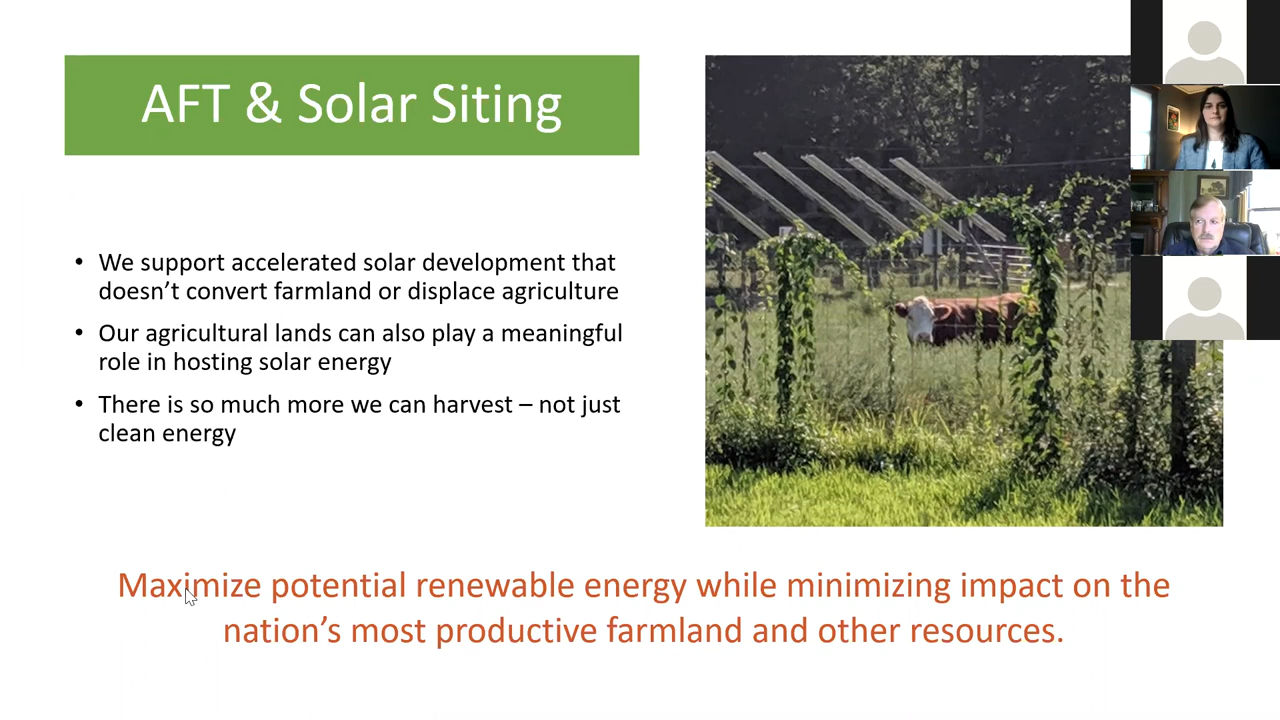 AFT & Solar Siting
• We support accelerated solar development that
doesn’t convert farmland or displace agriculture
• Our agricultural lands can also play a meaningful
role in hosting solar energy
• There is so much more we can harvest – not just
clean energy
Maximize potential renewable energy while minimizing impact on the
nation’s most productive farmland and other resources.